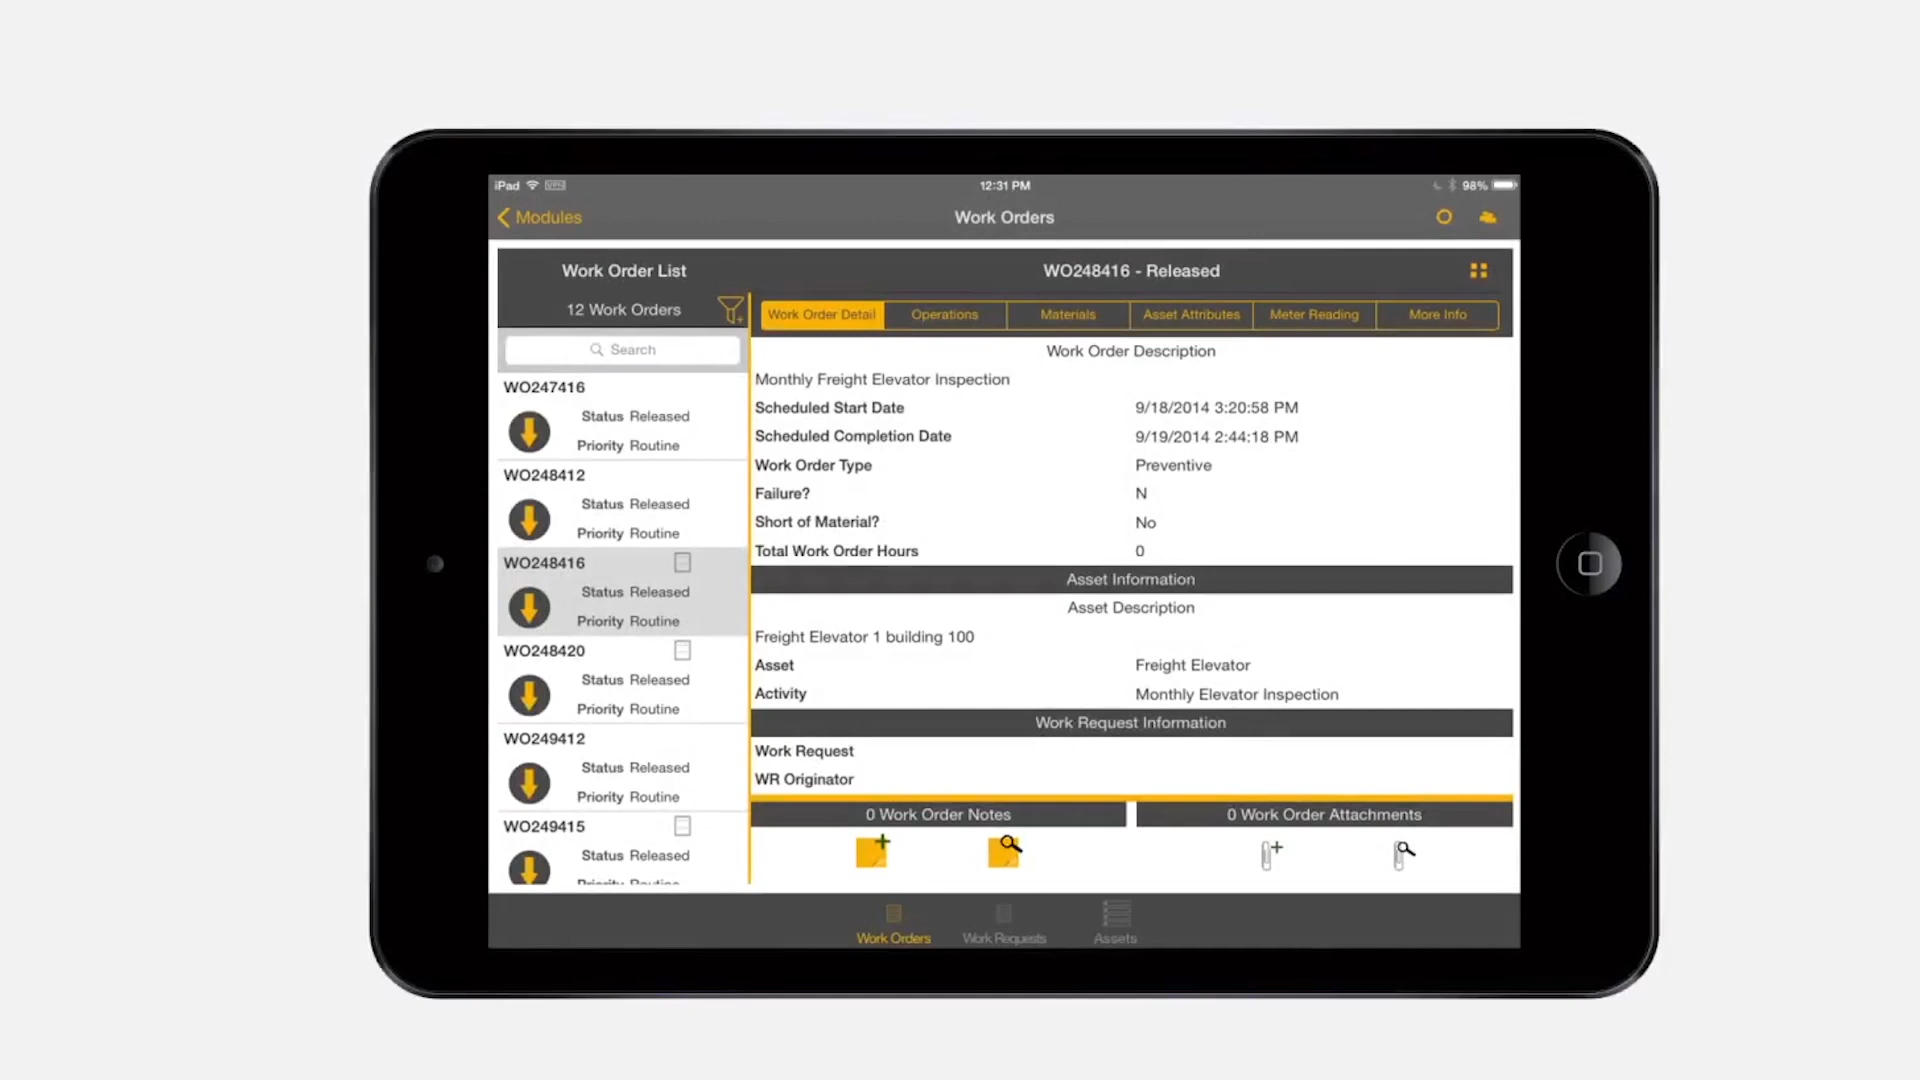 iPad VPN 12:31 PM 98%
Modules Work Orders
Work Order List
12 Work Orders
Search
WO247416
Status Released
Priority Routine
WO248412
Status Released
Priority Routine
WO248416
Status Released
Priority Routine
WO248420
Status Released
Priority Routine
WO249412
Status Released
Priority Routine
WO249415
Status Released
Priority Routine
WO248416 - Released
Work Order Detail Operations Materials Asset Attributes Meter Reading More Info
Work Order Description
Monthly Freight Elevator Inspection
Scheduled Start Date 9/18/2014 3:20:58 PM
Scheduled Completion Date 9/19/2014 2:44:18 PM
Work Order Type Preventive
Failure? N
Short of Material? No
Total Work Order Hours 0
Asset Information
Asset Description
Freight Elevator 1 building 100
Asset Freight Elevator
Activity Monthly Elevator Inspection
Work Request Information
Work Request
WR Originator
0 Work Order Notes 0 Work Order Attachments
Work Orders Work Requests Assets